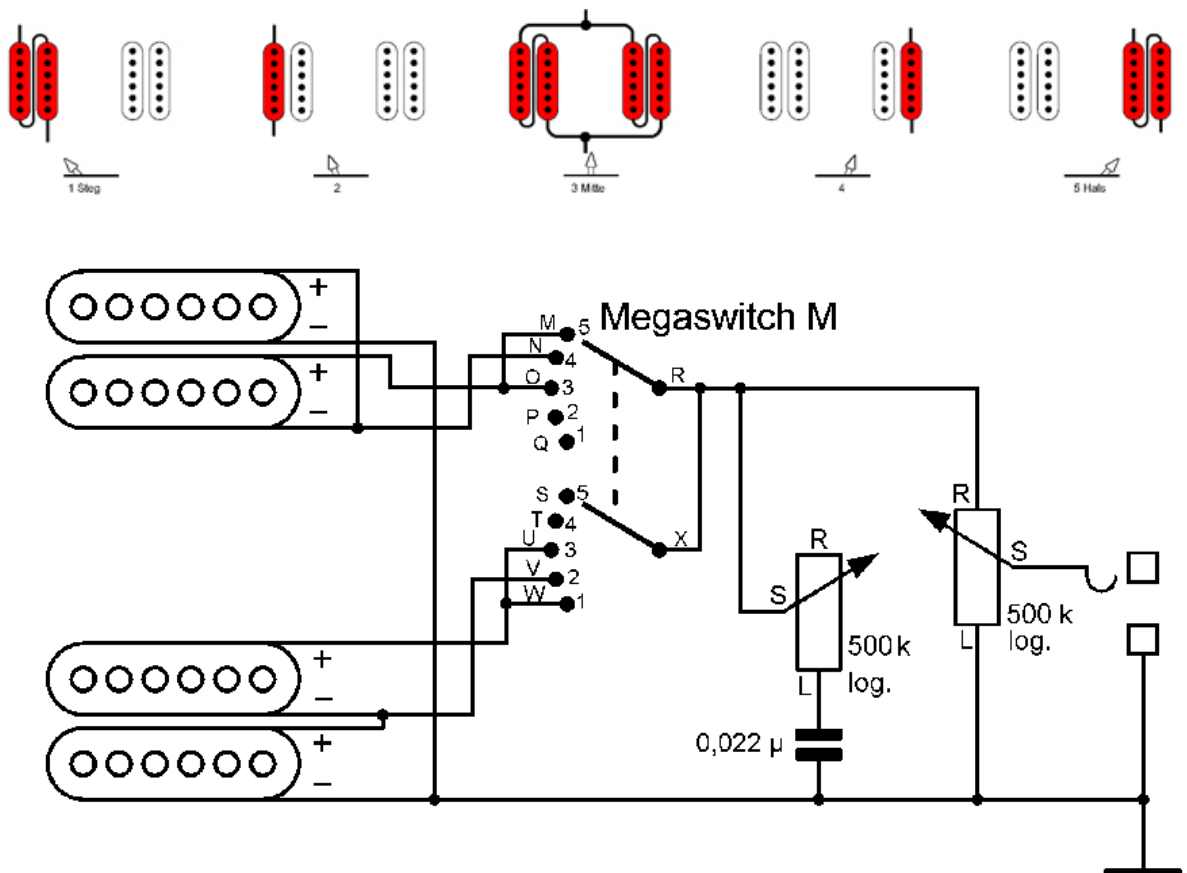 1 Steg
2
3 Mitte
4
5 Hals
Megaswitch M
+
−
+
−
M 5
N 4
O 3
P 2
Q 1
R
S 5
T 4
U 3
V 2
W 1
X
R
S
L
500 k
log.
R
S
L
500 k
log.
0,022 µ
+
−
+
−